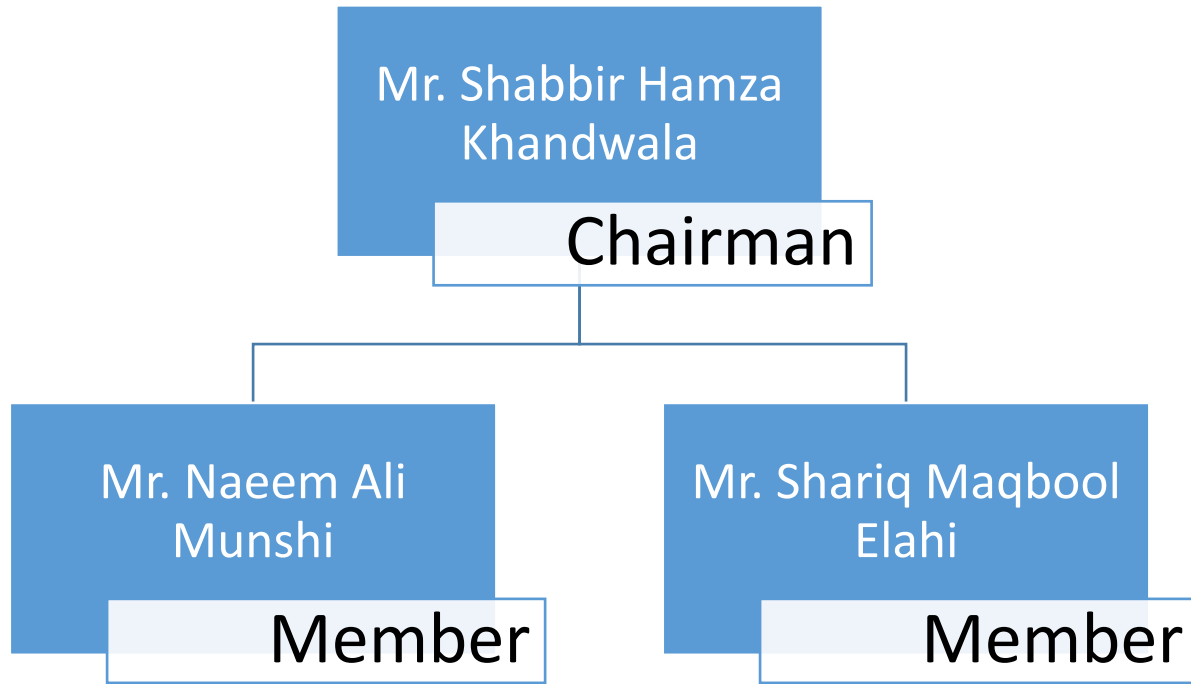 Mr. Shabbir Hamza
Khandwala
Chairman
Mr. Naeem Ali
Munshi
Member
Mr. Shariq Maqbool
Elahi
Member